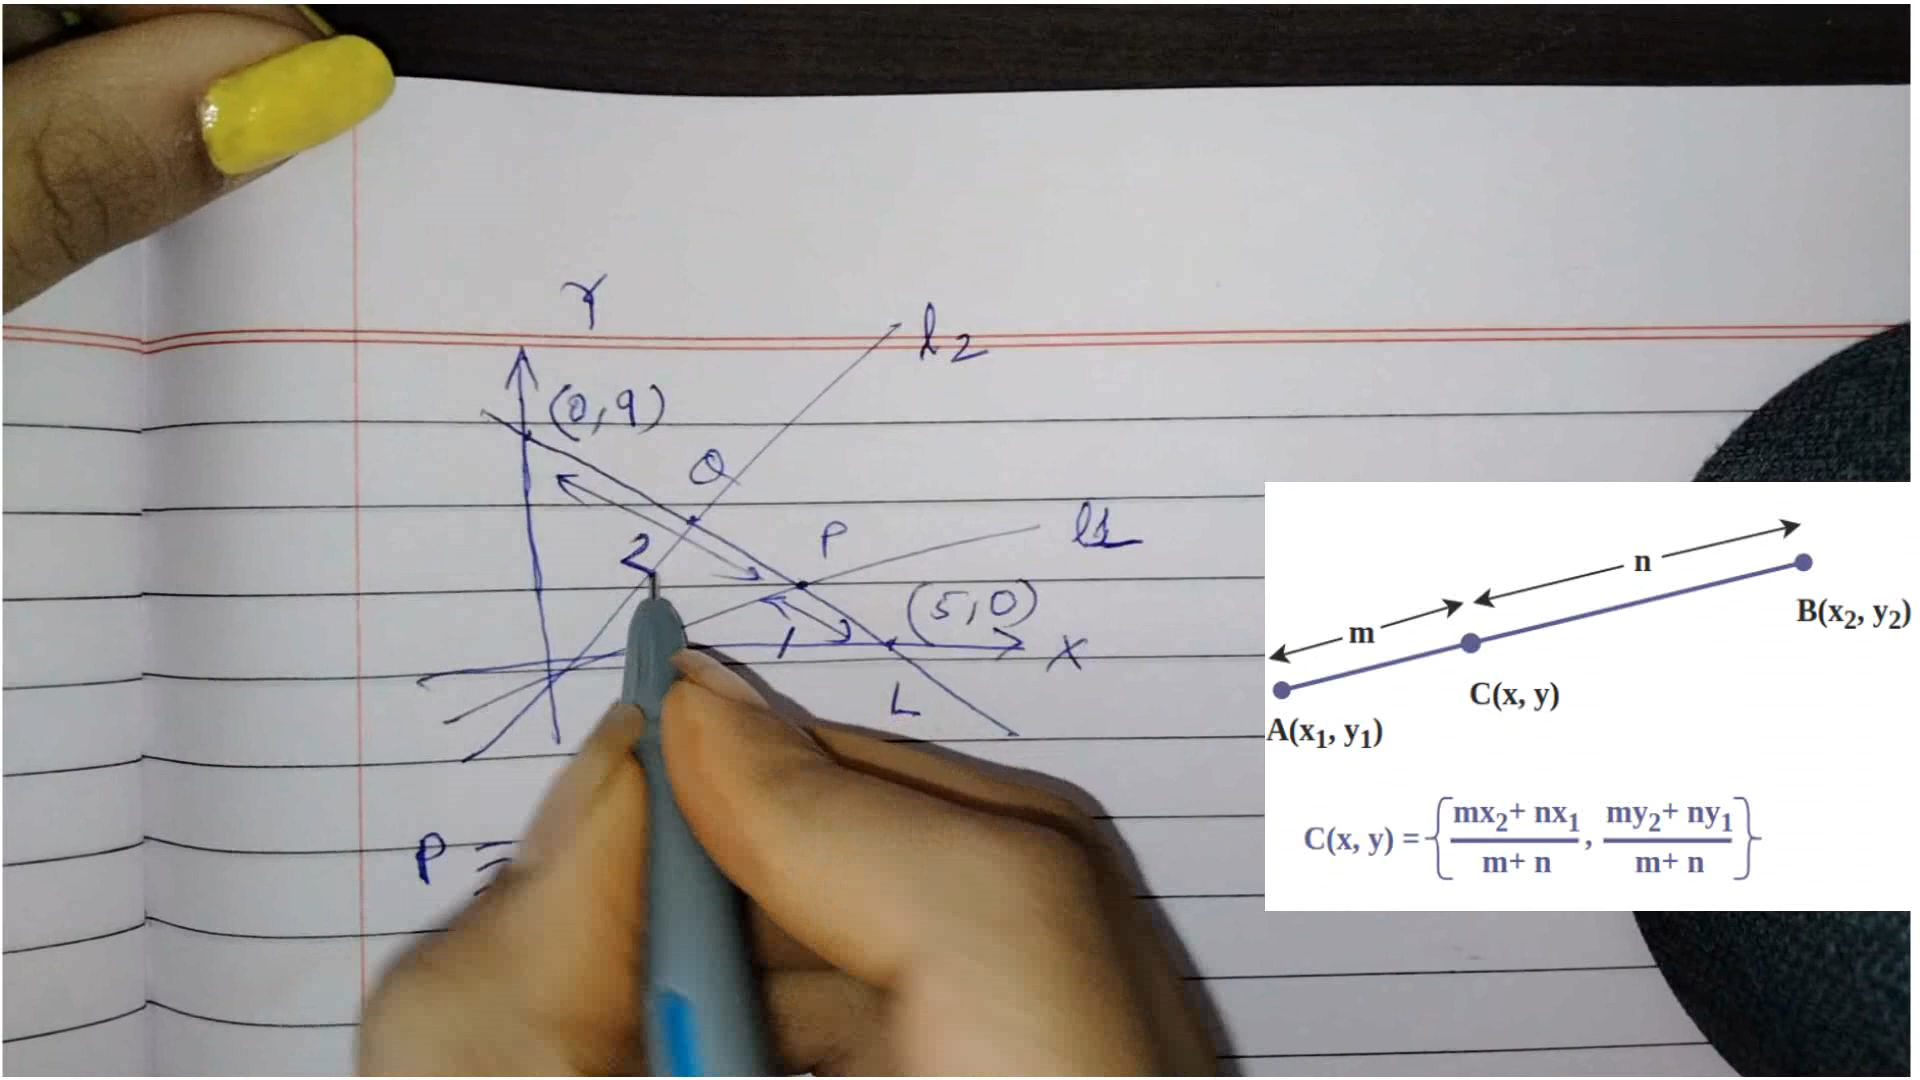 Y
l2
(0,9)
Q
P
l1
2
(5,0)
1
X
L
P =
n
m
B(x2, y2)
C(x, y)
A(x1, y1)
C(x, y) = { mx2+ nx1 / m+ n , my2+ ny1 / m+ n }